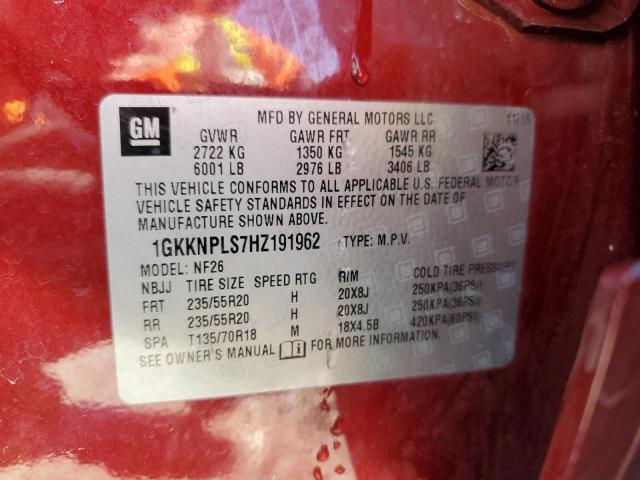 GM
MFD BY GENERAL MOTORS LLC 11/16
GVWR GAWR FRT GAWR RR
2722 KG 1350 KG 1545 KG
6001 LB 2976 LB 3406 LB
THIS VEHICLE CONFORMS TO ALL APPLICABLE U.S. FEDERAL MOTOR
VEHICLE SAFETY STANDARDS IN EFFECT ON THE DATE OF
MANUFACTURE SHOWN ABOVE.
1GKKNPLS7HZ191962 TYPE: M.P.V.
MODEL: NF26
NBJJ TIRE SIZE SPEED RTG RIM COLD TIRE PRESSURE
FRT 235/55R20 H 20X8J 250KPA(36PSI)
RR 235/55R20 H 20X8J 250KPA(36PSI)
SPA T135/70R18 M 18X4.5B 420KPA(60PSI)
SEE OWNER'S MANUAL FOR MORE INFORMATION.